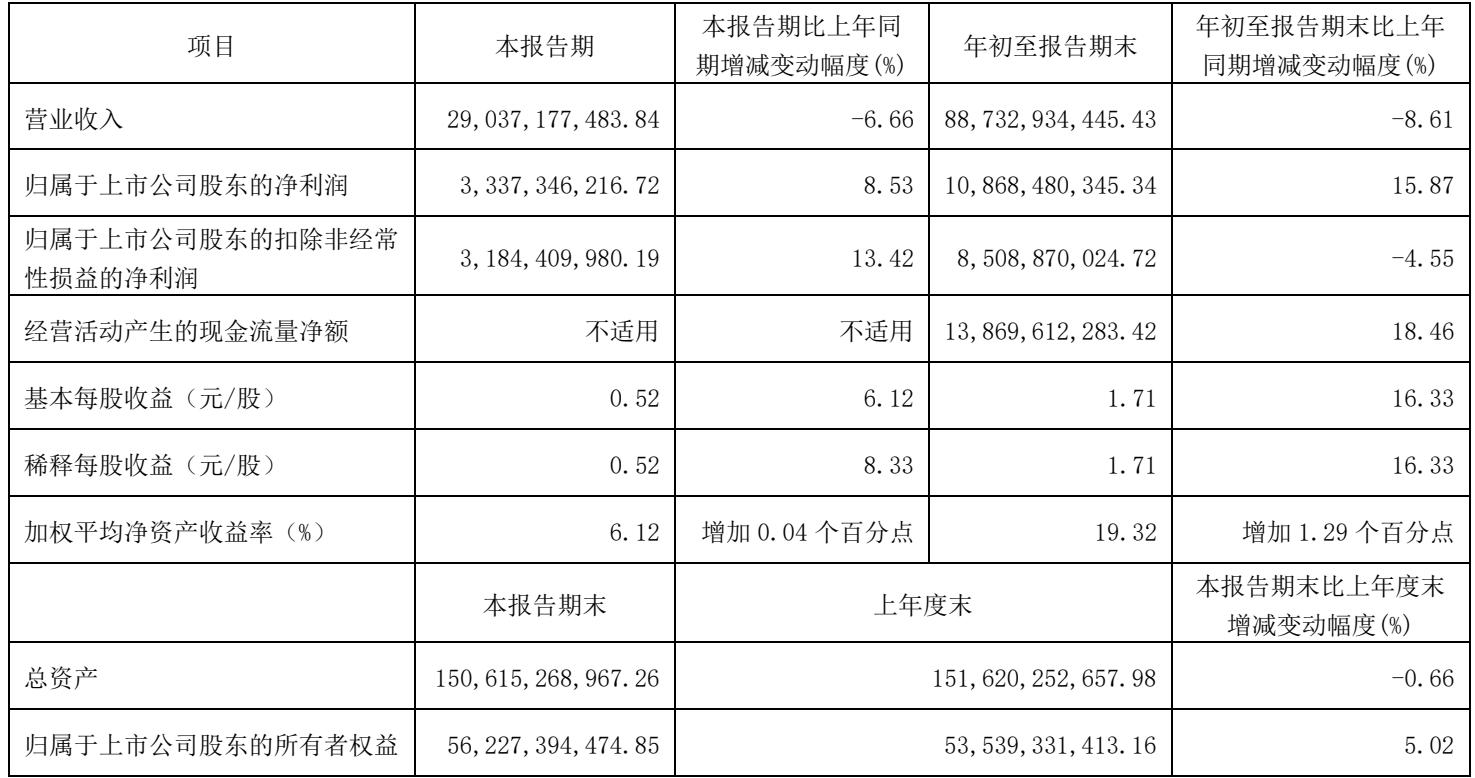 项目 本报告期 本报告期比上年同期增减变动幅度(%) 年初至报告期末 年初至报告期末比上年同期增减变动幅度(%)
营业收入 29,037,177,483.84 -6.66 88,732,934,445.43 -8.61
归属于上市公司股东的净利润 3,337,346,216.72 8.53 10,868,480,345.34 15.87
归属于上市公司股东的扣除非经常性损益的净利润 3,184,409,980.19 13.42 8,508,870,024.72 -4.55
经营活动产生的现金流量净额 不适用 不适用 13,869,612,283.42 18.46
基本每股收益（元/股） 0.52 6.12 1.71 16.33
稀释每股收益（元/股） 0.52 8.33 1.71 16.33
加权平均净资产收益率（%） 6.12 增加 0.04 个百分点 19.32 增加 1.29 个百分点
本报告期末 上年度末 本报告期末比上年度末增减变动幅度(%)
总资产 150,615,268,967.26 151,620,252,657.98 -0.66
归属于上市公司股东的所有者权益 56,227,394,474.85 53,539,331,413.16 5.02